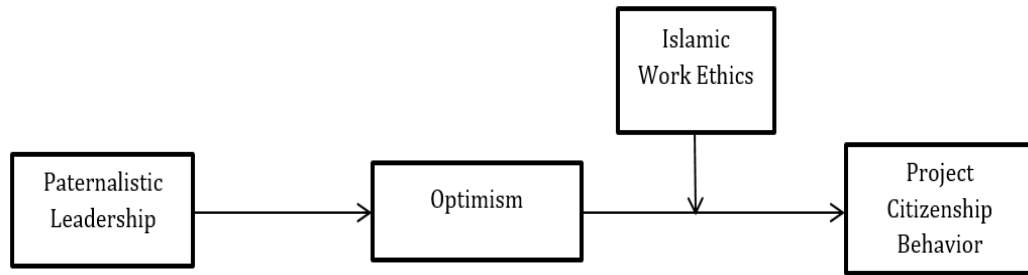 Islamic
Work Ethics
Paternalistic
Leadership
Optimism
Project
Citizenship
Behavior